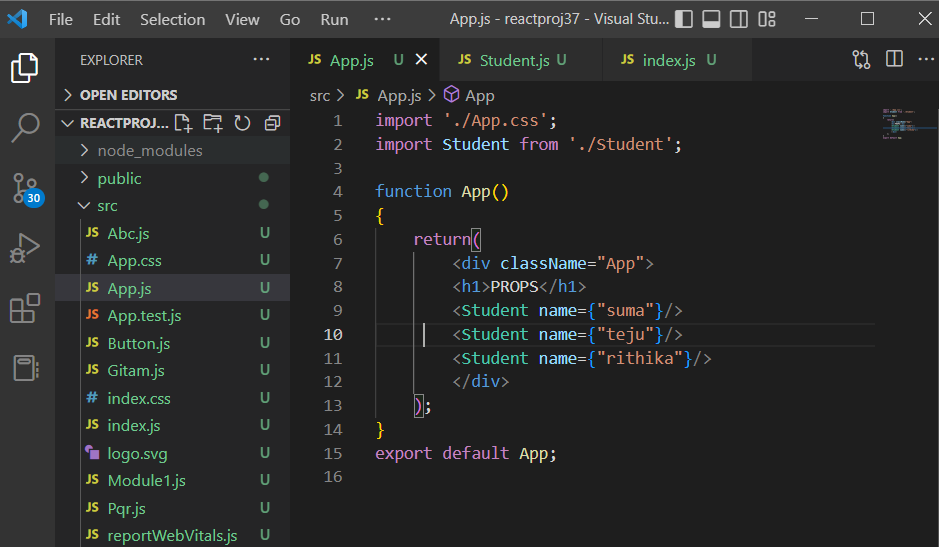 File Edit Selection View Go Run ··· App.js - reactproj37 - Visual Stu...
EXPLORER ···
OPEN EDITORS
REACTPROJ...
node_modules
public
src
JS Abc.js U
# App.css U
JS App.js U
JS App.test.js U
JS Button.js U
JS Gitam.js U
# index.css U
JS index.js U
logo.svg U
JS Module1.js U
JS Pqr.js U
JS reportWebVitals.js U
30
JS App.js U JS Student.js U JS index.js U ···
src > JS App.js > App
1 import './App.css';
2 import Student from './Student';
3
4 function App()
5 {
6 return(
7 <div className="App">
8 <h1>PROPS</h1>
9 <Student name={"suma"}/>
10 <Student name={"teju"}/>
11 <Student name={"rithika"}/>
12 </div>
13 );
14 }
15 export default App;
16